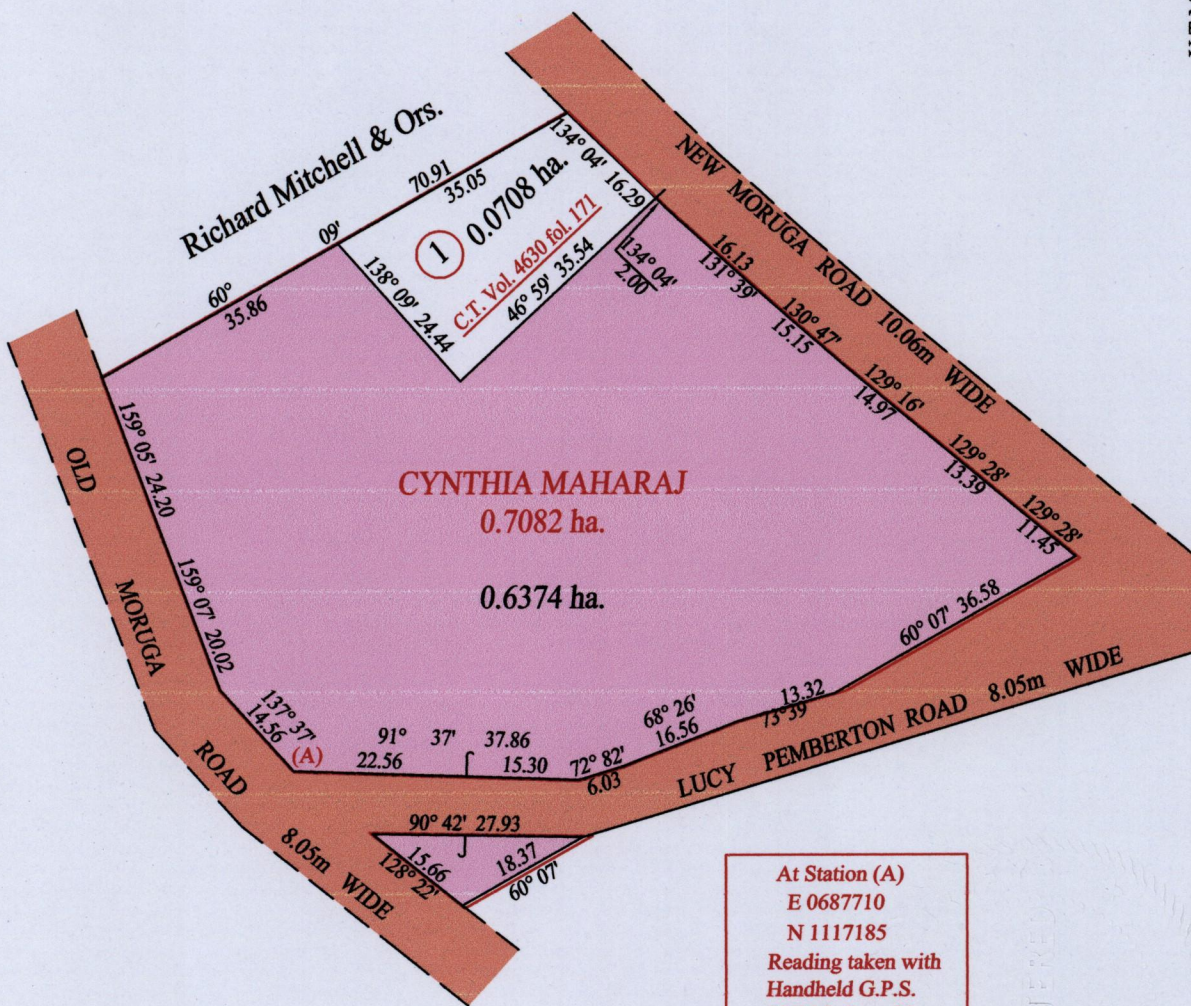 Richard Mitchell & Ors.
60°
09'
70.91
35.86
35.05
134° 04' 16.29
1
0.0708 ha.
C.T. Vol. 4630 fol. 171
138° 09' 24.44
46° 59' 35.54
134° 04'
2.00
NEW MORUGA ROAD 10.06m WIDE
16.13
131° 39'
130° 47'
15.15
129° 16'
14.97
129° 28'
13.39
129° 28'
11.45
OLD MORUGA ROAD 8.05m WIDE
159° 05' 24.20
159° 07' 20.02
137° 37'
14.56
(A)
CYNTHIA MAHARAJ
0.7082 ha.
0.6374 ha.
91° 37' 37.86
22.56
15.30
72° 82'
6.03
68° 26'
16.56
13.32
73° 39
60° 07' 36.58
LUCY PEMBERTON ROAD 8.05m WIDE
90° 42' 27.93
15.66
128° 22'
18.37
60° 07'
At Station (A)
E 0687710
N 1117185
Reading taken with
Handheld G.P.S.